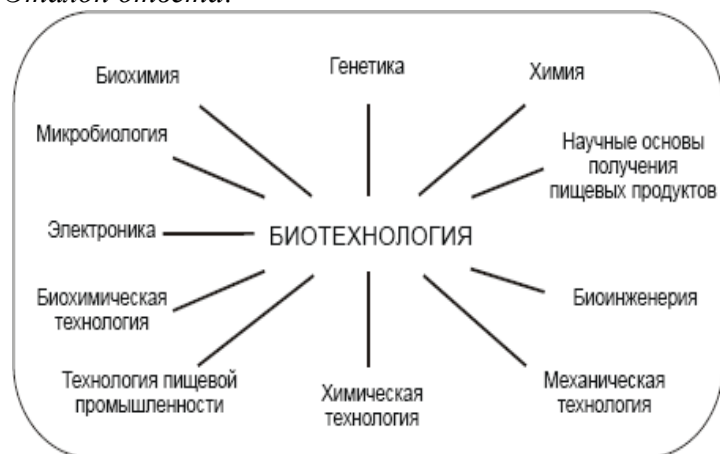 Эталон ответа:
Биохимия
Генетика
Химия
Микробиология
Научные основы
получения
пищевых продуктов
Электроника
БИОТЕХНОЛОГИЯ
Биохимическая
технология
Биоинженерия
Технология пищевой
промышленности
Химическая
технология
Механическая
технология